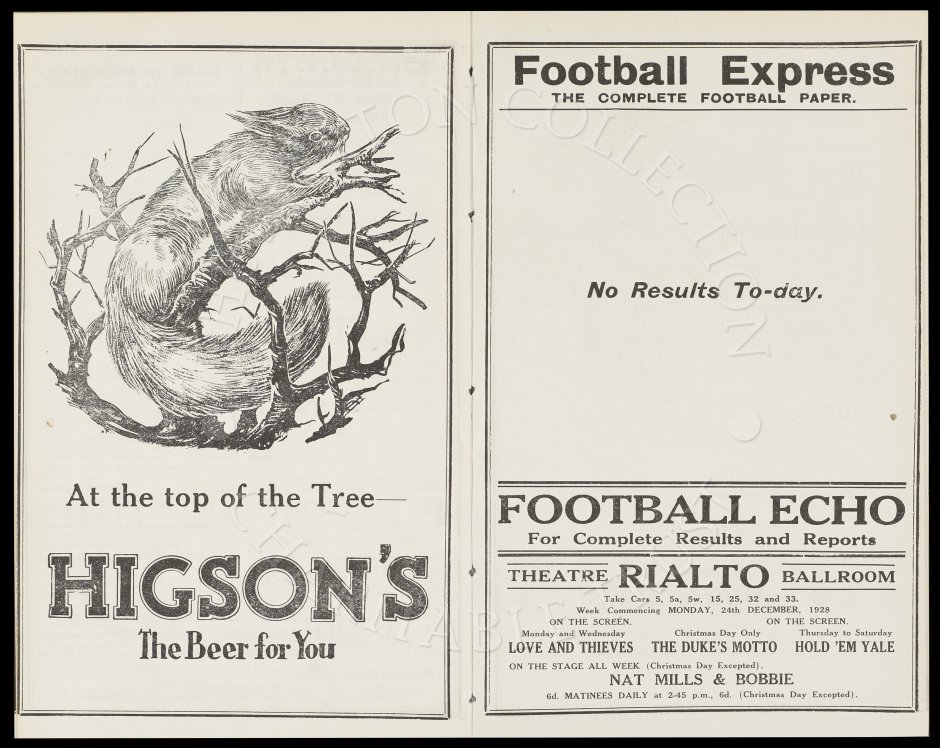 At the top of the Tree—
HIGSON'S
The Beer for You
Football Express
THE COMPLETE FOOTBALL PAPER.
No Results To-day.
FOOTBALL ECHO
For Complete Results and Reports
THEATRE RIALTO BALLROOM
Take Cars 5, 5a, 5w, 15, 25, 32 and 33.
Week Commencing MONDAY, 24th DECEMBER, 1928
ON THE SCREEN. ON THE SCREEN.
Monday and Wednesday Christmas Day Only Thursday to Saturday
LOVE AND THIEVES THE DUKE'S MOTTO HOLD 'EM YALE
ON THE STAGE ALL WEEK (Christmas Day Excepted).
NAT MILLS & BOBBIE
6d. MATINEES DAILY at 2-45 p.m., 6d. (Christmas Day Excepted).
TON COLLECTION